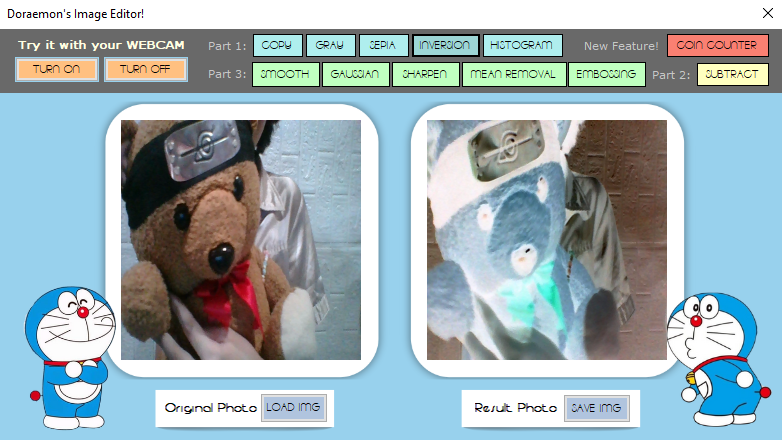 Doraemon's Image Editor!
Try it with your WEBCAM
TURN ON TURN OFF
Part 1: COPY GRAY SEPIA INVERSION HISTOGRAM New Feature! COIN COUNTER
Part 3: SMOOTH GAUSSIAN SHARPEN MEAN REMOVAL EMBOSSING Part 2: SUBTRACT
Original Photo LOAD IMG
Result Photo SAVE IMG